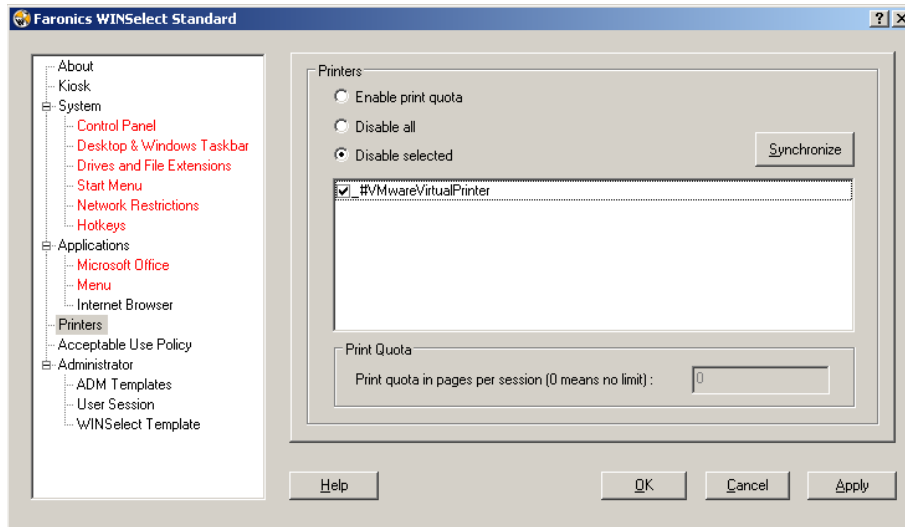 Faronics WINSelect Standard
About
Kiosk
System
Control Panel
Desktop & Windows Taskbar
Drives and File Extensions
Start Menu
Network Restrictions
Hotkeys
Applications
Microsoft Office
Menu
Internet Browser
Printers
Acceptable Use Policy
Administrator
ADM Templates
User Session
WINSelect Template
Printers
Enable print quota
Disable all
Disable selected
Synchronize
_#VMwareVirtualPrinter
Print Quota
Print quota in pages per session (0 means no limit) :
0
Help
OK
Cancel
Apply